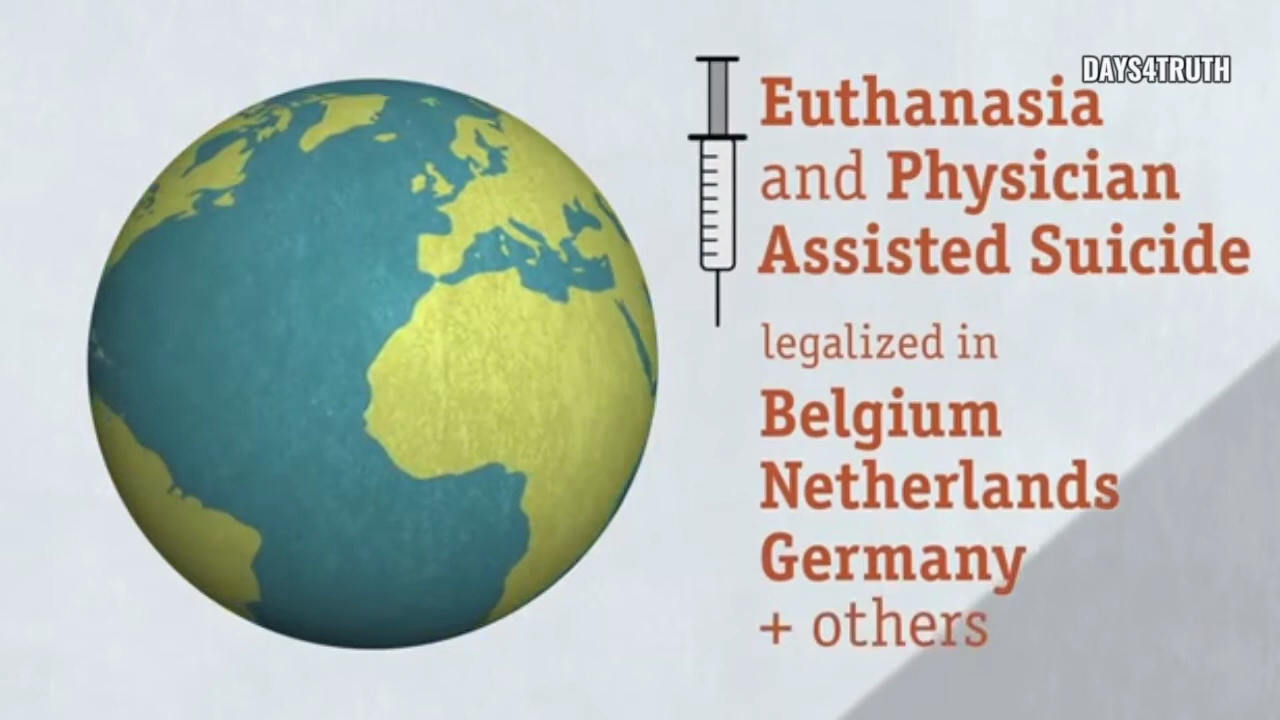 DAYS4TRUTH
Euthanasia
and Physician
Assisted Suicide
legalized in
Belgium
Netherlands
Germany
+ others